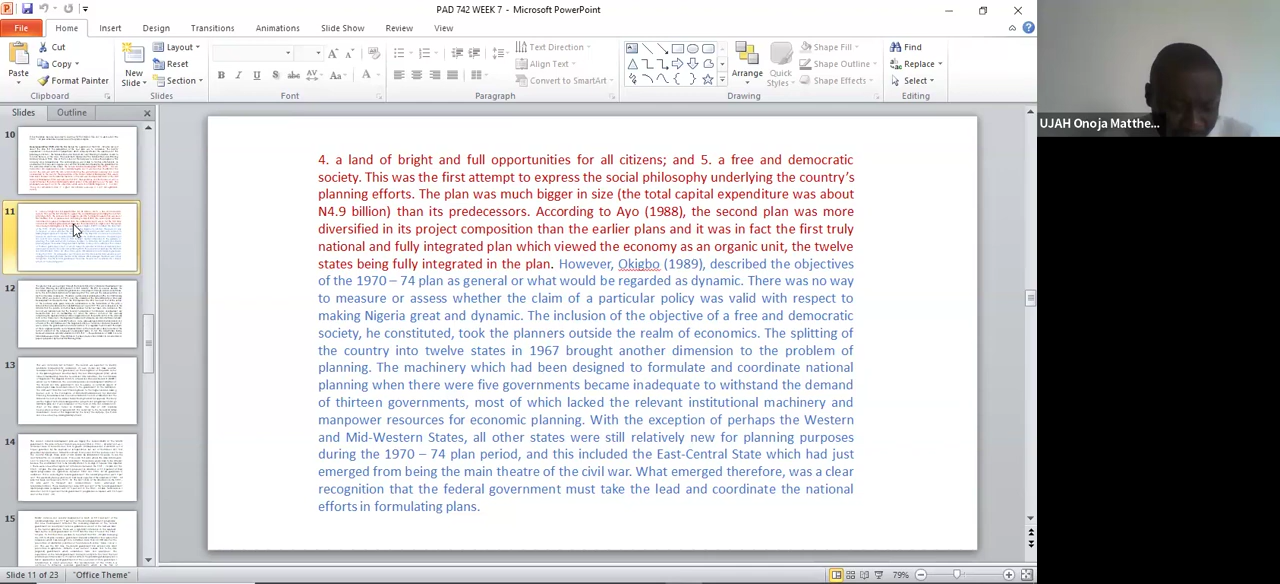 PAD 742 WEEK 7 - Microsoft PowerPoint
File Home Insert Design Transitions Animations Slide Show Review View
Paste
Cut
Copy
Format Painter
Clipboard
New
Slide
Layout
Reset
Section
Slides
Font
Paragraph
Text Direction
Align Text
Convert to SmartArt
Arrange
Quick
Styles
Shape Fill
Shape Outline
Shape Effects
Drawing
Find
Replace
Select
Editing
Slides Outline
10
11
12
13
14
15
4. a land of bright and full opportunities for all citizens; and 5. a free and democratic
society. This was the first attempt to express the social philosophy underlying the country's
planning efforts. The plan was much bigger in size (the total capital expenditure was about
N4.9 billion) than its predecessors. According to Ayo (1988), the second plan was more
diversified in its project composition than the earlier plans and it was in fact the first truly
national and fully integrated plan which viewed the economy as an organic unit, the twelve
states being fully integrated in the plan. However, Okigbo (1989), described the objectives
of the 1970 – 74 plan as generalor what would be regarded as dynamic. There was no way
to measure or assess whether the claim of a particular policy was valid with respect to
making Nigeria great and dynamic. The inclusion of the objective of a free and democratic
society, he constituted, took the planners outside the realm of economics. The splitting of
the country into twelve states in 1967 brought another dimension to the problem of
planning. The machinery which had been designed to formulate and coordinate national
planning when there were five governments became inadequate to withstand the demand
of thirteen governments, most of which lacked the relevant institutional machinery and
manpower resources for economic planning. With the exception of perhaps the Western
and Mid-Western States, all other states were still relatively new for planning purposes
during the 1970 – 74 plan period, and this included the East-Central State which had just
emerged from being the main theatre of the civil war. What emerged therefore, was a clear
recognition that the federal government must take the lead and coordinate the national
efforts in formulating plans.
UJAH Onoja Matthe...
Slide 11 of 23
"Office Theme"
79%